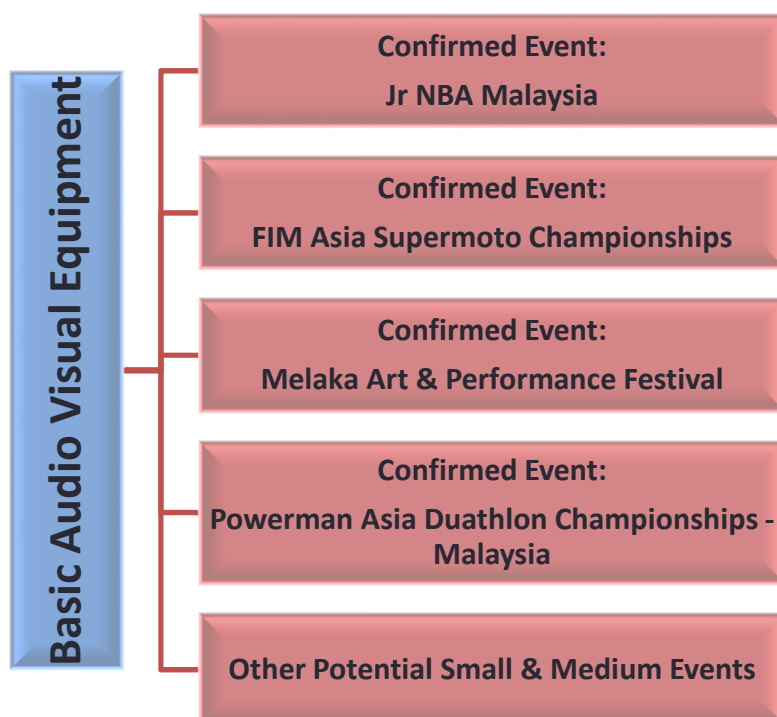 Basic Audio Visual Equipment
Confirmed Event:
Jr NBA Malaysia
Confirmed Event:
FIM Asia Supermoto Championships
Confirmed Event:
Melaka Art & Performance Festival
Confirmed Event:
Powerman Asia Duathlon Championships -
Malaysia
Other Potential Small & Medium Events